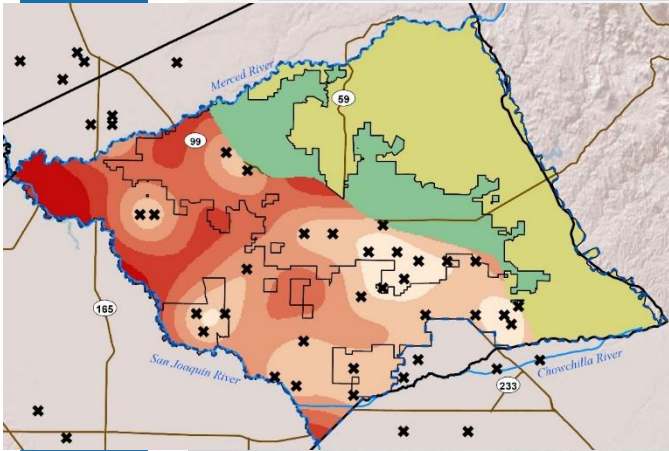 Merced River
59
99
165
San Joaquin River
Chowchilla River
233